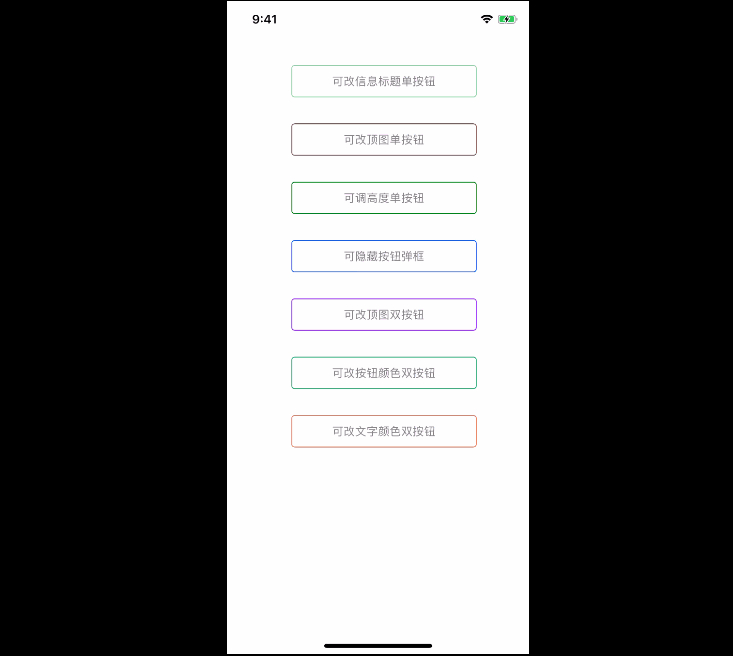 9:41
可改信息标题单按钮
可改顶图单按钮
可调高度单按钮
可隐藏按钮弹框
可改顶图双按钮
可改按钮颜色双按钮
可改文字颜色双按钮